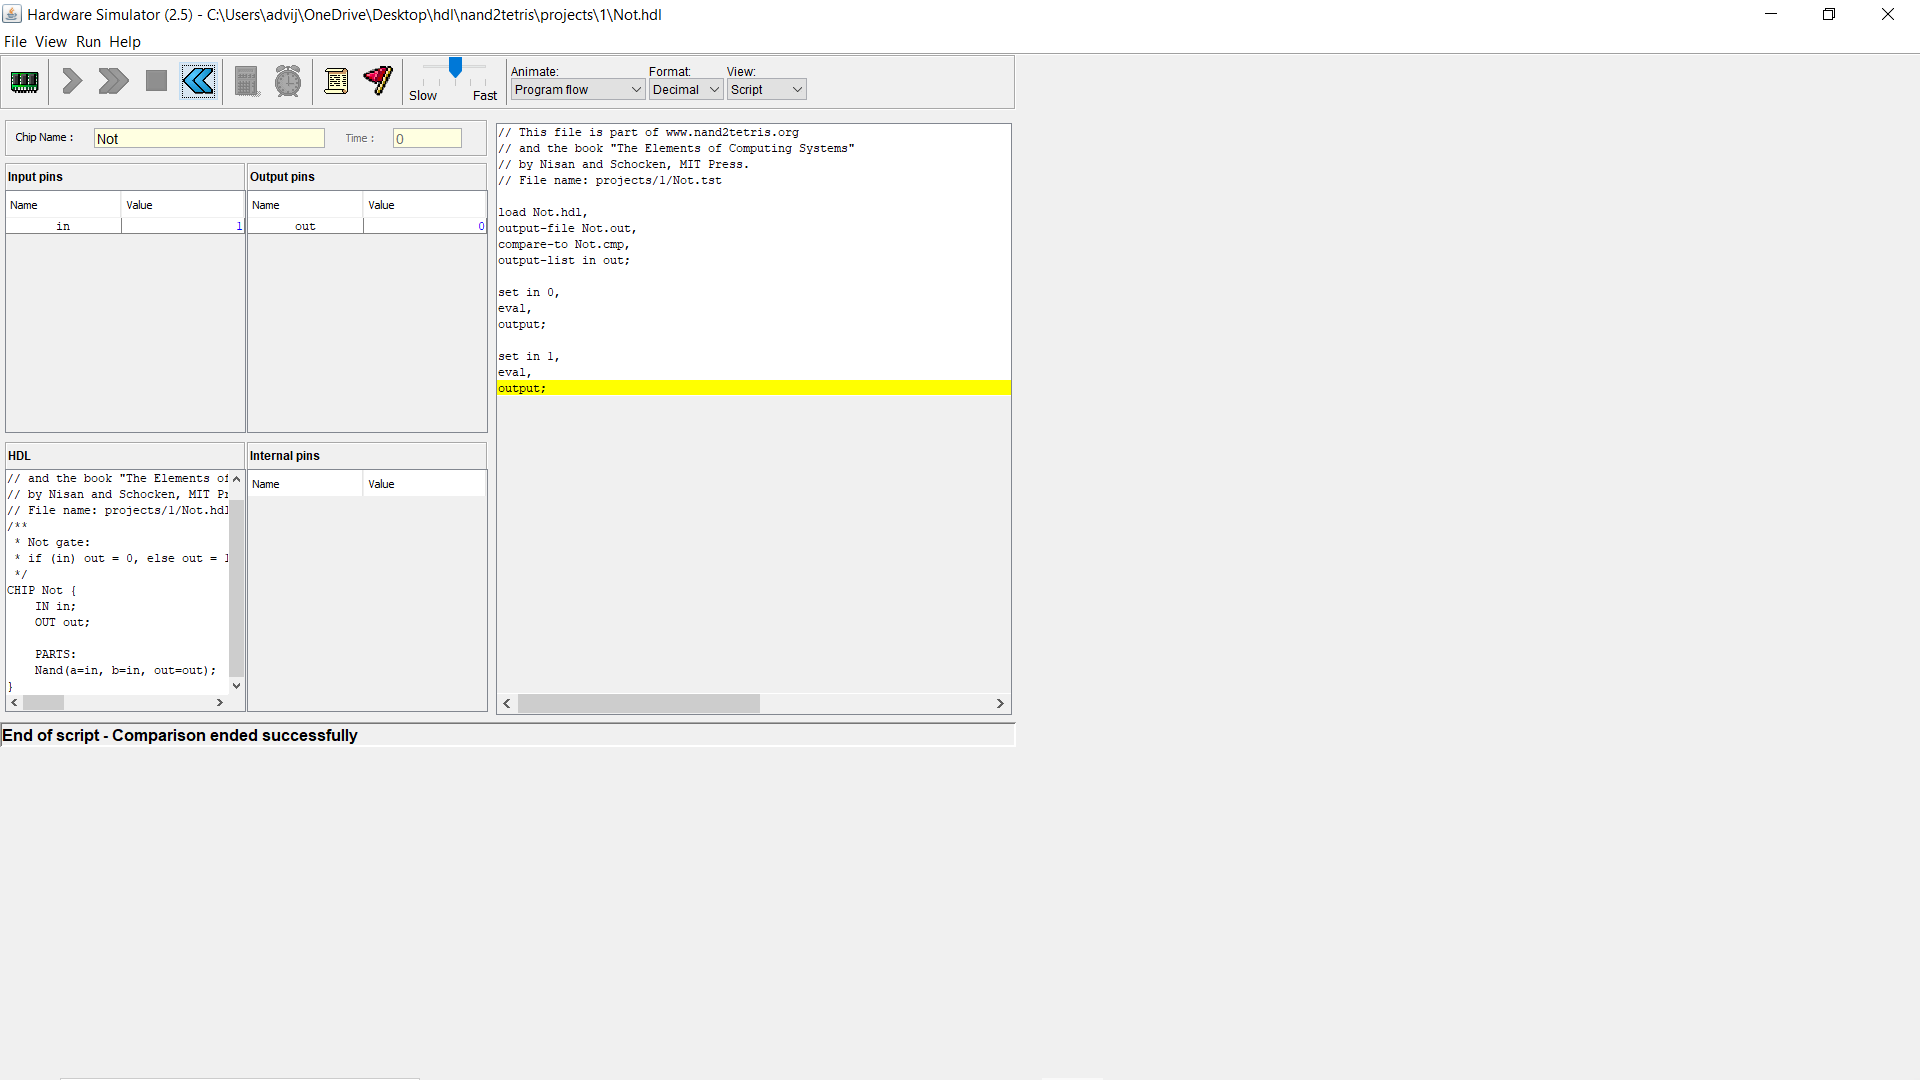 Hardware Simulator (2.5) - C:\Users\advij\OneDrive\Desktop\hdl\nand2tetris\projects\1\Not.hdl
File View Run Help
Slow Fast
Animate: Format: View:
Program flow Decimal Script
Chip Name : Not Time : 0
Input pins
Name Value
in 1
Output pins
Name Value
out 0
HDL
// and the book "The Elements of
// by Nisan and Schocken, MIT Pr
// File name: projects/1/Not.hdl
/**
* Not gate:
* if (in) out = 0, else out = 1
*/
CHIP Not {
IN in;
OUT out;
PARTS:
Nand(a=in, b=in, out=out);
}
Internal pins
Name Value
// This file is part of www.nand2tetris.org
// and the book "The Elements of Computing Systems"
// by Nisan and Schocken, MIT Press.
// File name: projects/1/Not.tst
load Not.hdl,
output-file Not.out,
compare-to Not.cmp,
output-list in out;
set in 0,
eval,
output;
set in 1,
eval,
output;
End of script - Comparison ended successfully